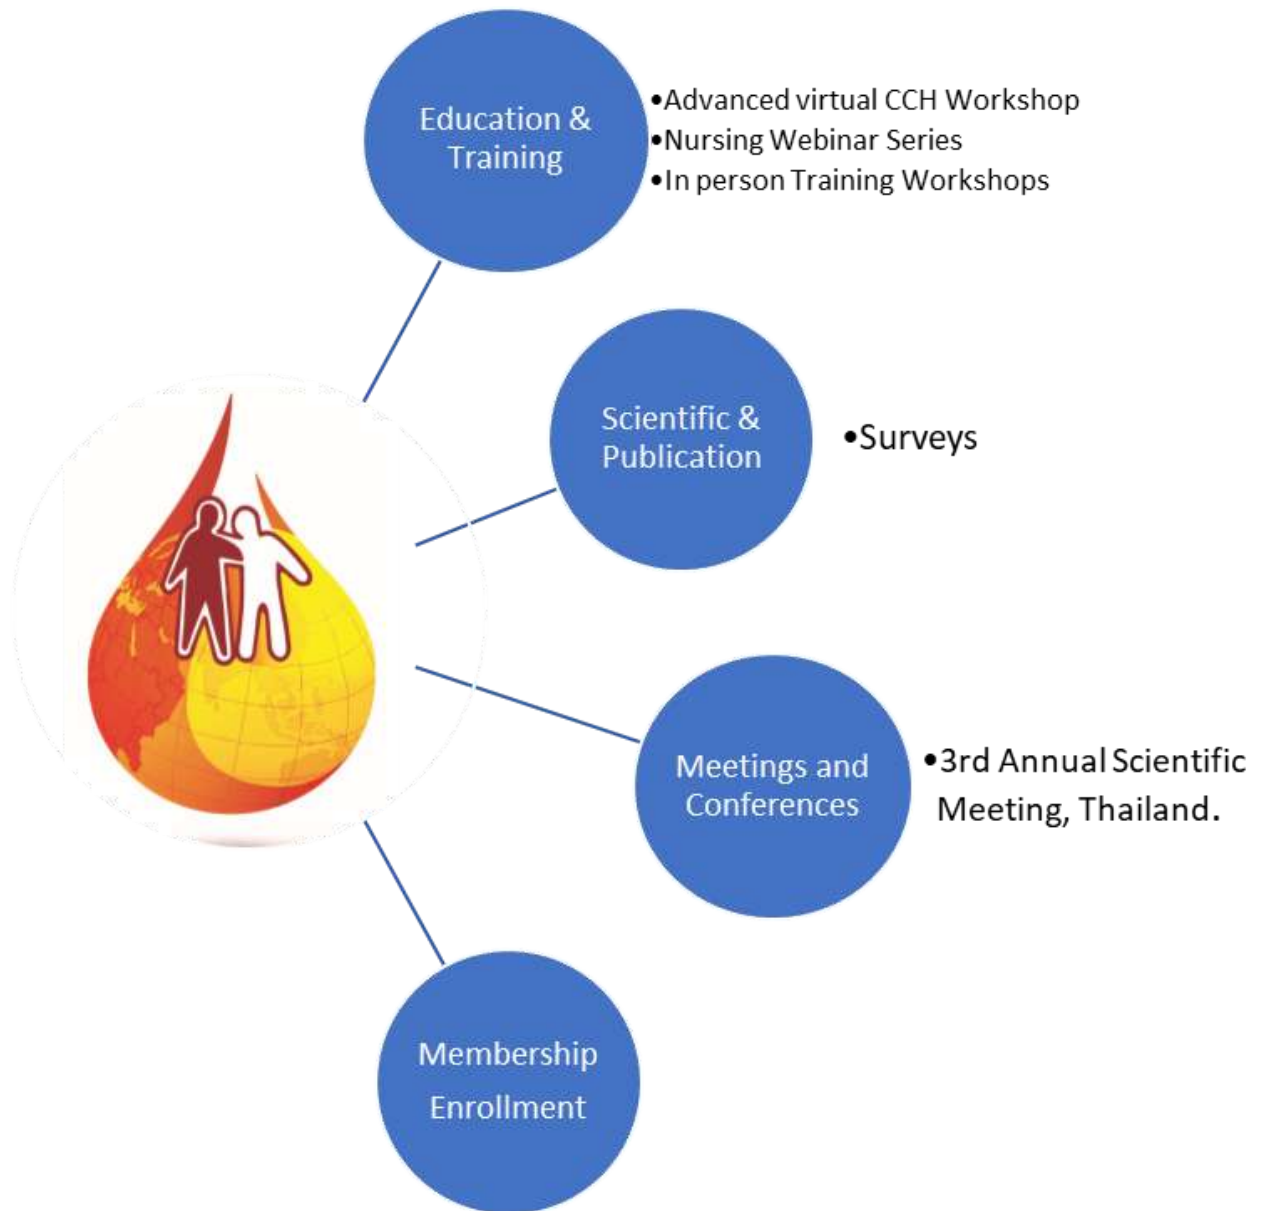 Education &
Training
•Advanced virtual CCH Workshop
•Nursing Webinar Series
•In person Training Workshops
Scientific &
Publication
•Surveys
Meetings and
Conferences
•3rd Annual Scientific
Meeting, Thailand.
Membership
Enrollment